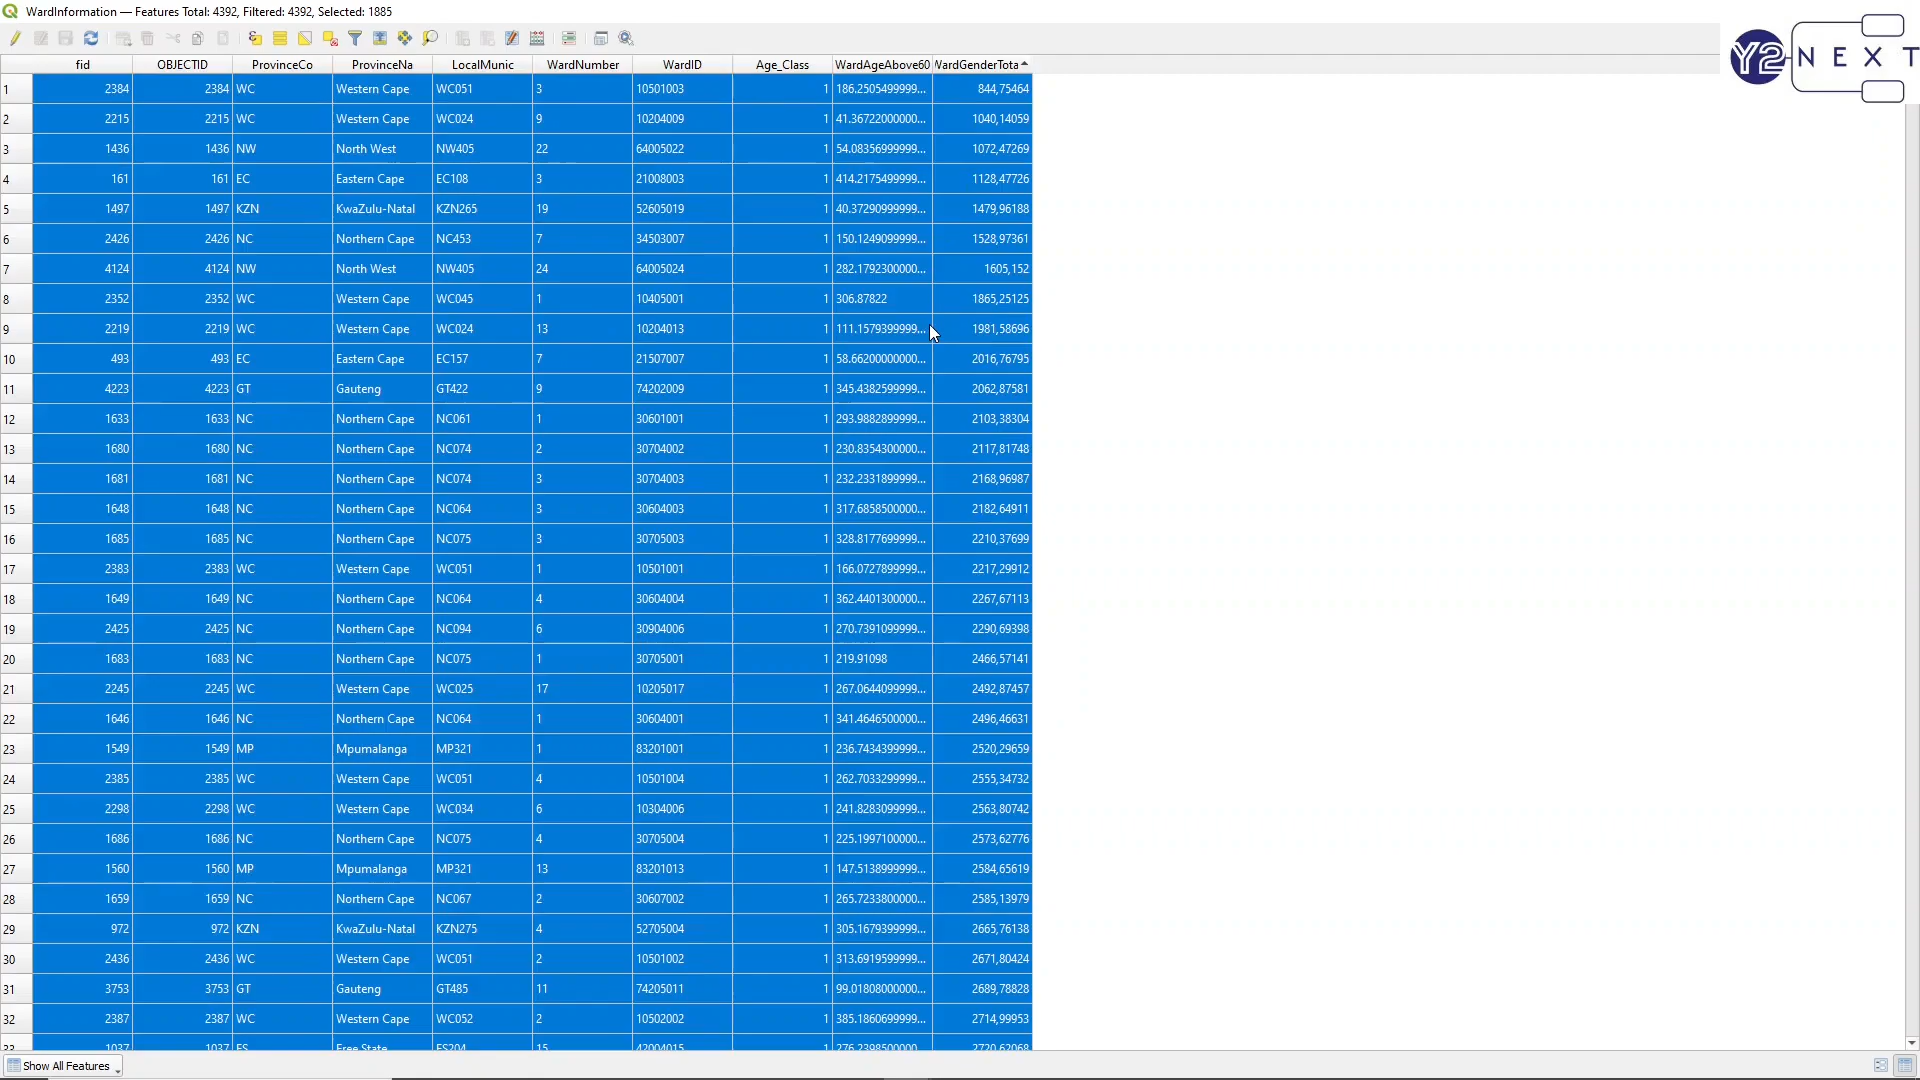 WardInformation — Features Total: 4392, Filtered: 4392, Selected: 1885
Y2 NEXT
fid OBJECTID ProvinceCo ProvinceNa LocalMunic WardNumber WardID Age_Class WardAgeAbove60 WardGenderTota
1 2384 2384 WC Western Cape WC051 3 10501003 1 186.2505499999... 844,75464
2 2215 2215 WC Western Cape WC024 9 10204009 1 41.36722000000... 1040,14059
3 1436 1436 NW North West NW405 22 64005022 1 54.08356999999... 1072,47269
4 161 161 EC Eastern Cape EC108 3 21008003 1 414.2175499999... 1128,47726
5 1497 1497 KZN KwaZulu-Natal KZN265 19 52605019 1 40.37290999999... 1479,96188
6 2426 2426 NC Northern Cape NC453 7 34503007 1 150.1249099999... 1528,97361
7 4124 4124 NW North West NW405 24 64005024 1 282.1792300000... 1605,152
8 2352 2352 WC Western Cape WC045 1 10405001 1 306.87822 1865,25125
9 2219 2219 WC Western Cape WC024 13 10204013 1 111.1579399999... 1981,58696
10 493 493 EC Eastern Cape EC157 7 21507007 1 58.66200000000... 2016,76795
11 4223 4223 GT Gauteng GT422 9 74202009 1 345.4382599999... 2062,87581
12 1633 1633 NC Northern Cape NC061 1 30601001 1 293.9882899999... 2103,38304
13 1680 1680 NC Northern Cape NC074 2 30704002 1 230.8354300000... 2117,81748
14 1681 1681 NC Northern Cape NC074 3 30704003 1 232.2331899999... 2168,96987
15 1648 1648 NC Northern Cape NC064 3 30604003 1 317.6858500000... 2182,64911
16 1685 1685 NC Northern Cape NC075 3 30705003 1 328.8177699999... 2210,37699
17 2383 2383 WC Western Cape WC051 1 10501001 1 166.0727899999... 2217,29912
18 1649 1649 NC Northern Cape NC064 4 30604004 1 362.4401300000... 2267,67113
19 2425 2425 NC Northern Cape NC094 6 30904006 1 270.7391099999... 2290,69398
20 1683 1683 NC Northern Cape NC075 1 30705001 1 219.91098 2466,57141
21 2245 2245 WC Western Cape WC025 17 10205017 1 267.0644099999... 2492,87457
22 1646 1646 NC Northern Cape NC064 1 30604001 1 341.4646500000... 2496,46631
23 1549 1549 MP Mpumalanga MP321 1 83201001 1 236.7434399999... 2520,29659
24 2385 2385 WC Western Cape WC051 4 10501004 1 262.7033299999... 2555,34732
25 2298 2298 WC Western Cape WC034 6 10304006 1 241.8283099999... 2563,80742
26 1686 1686 NC Northern Cape NC075 4 30705004 1 225.1997100000... 2573,62776
27 1560 1560 MP Mpumalanga MP321 13 83201013 1 147.5138999999... 2584,65619
28 1659 1659 NC Northern Cape NC067 2 30607002 1 265.7233800000... 2585,13979
29 972 972 KZN KwaZulu-Natal KZN275 4 52705004 1 305.1679399999... 2665,76138
30 2436 2436 WC Western Cape WC051 2 10501002 1 313.6919599999... 2671,80424
31 3753 3753 GT Gauteng GT485 11 74205011 1 99.01808000000... 2689,78828
32 2387 2387 WC Western Cape WC052 2 10502002 1 385.1860699999... 2714,99953
33 1037 1037 FS Free State FS204 15 42004015 1 276.2398500000... 2720,62068
Show All Features